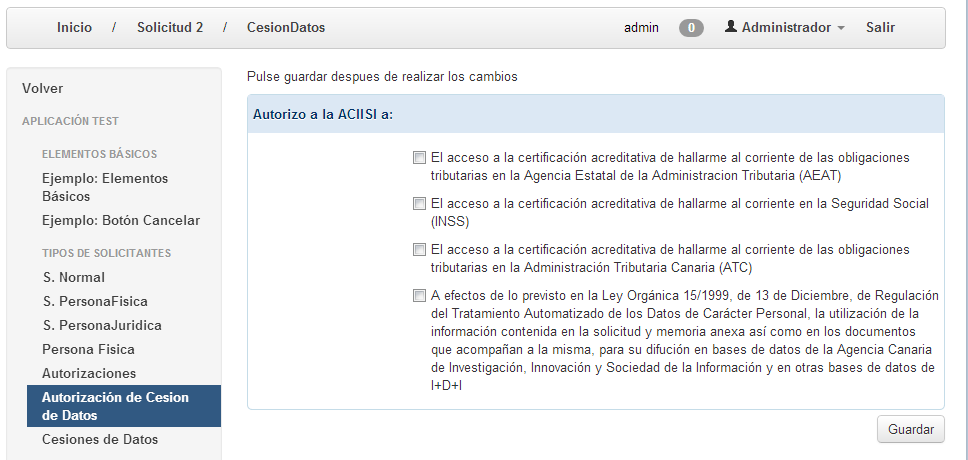 Inicio / Solicitud 2 / CesionDatos admin 0 Administrador Salir
Volver
APLICACIÓN TEST
ELEMENTOS BÁSICOS
Ejemplo: Elementos
Básicos
Ejemplo: Botón Cancelar
TIPOS DE SOLICITANTES
S. Normal
S. PersonaFisica
S. PersonaJuridica
Persona Fisica
Autorizaciones
Autorización de Cesion
de Datos
Cesiones de Datos
Pulse guardar despues de realizar los cambios
Autorizo a la ACIISI a:
El acceso a la certificación acreditativa de hallarme al corriente de las obligaciones
tributarias en la Agencia Estatal de la Administracion Tributaria (AEAT)
El acceso a la certificación acreditativa de hallarme al corriente en la Seguridad Social
(INSS)
El acceso a la certificación acreditativa de hallarme al corriente de las obligaciones
tributarias en la Administración Tributaria Canaria (ATC)
A efectos de lo previsto en la Ley Orgánica 15/1999, de 13 de Diciembre, de Regulación
del Tratamiento Automatizado de los Datos de Carácter Personal, la utilización de la
información contenida en la solicitud y memoria anexa así como en los documentos
que acompañan a la misma, para su difución en bases de datos de la Agencia Canaria
de Investigación, Innovación y Sociedad de la Información y en otras bases de datos de
I+D+I
Guardar